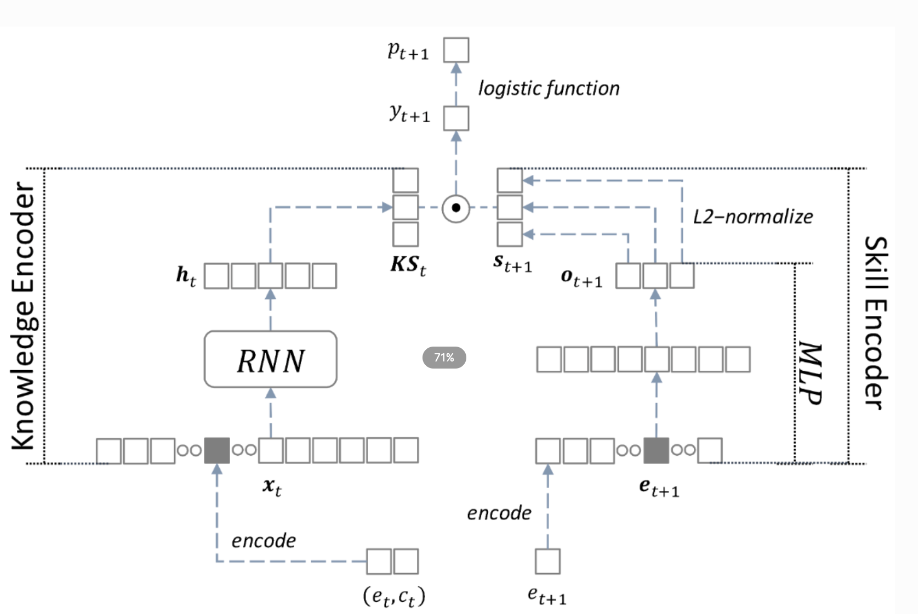 p_{t+1}
logistic function
y_{t+1}
Knowledge Encoder
Skill Encoder
L2−normalize
KS_t
s_{t+1}
h_t
o_{t+1}
RNN
71%
MLP
x_t
e_{t+1}
encode
encode
(e_t, c_t)
e_{t+1}